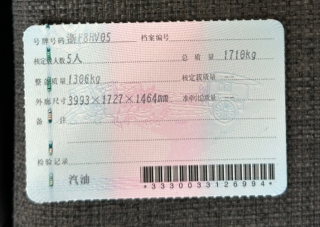 号牌号码 浙F8HV05 档案编号
核定载人数 5人 总质量 1710kg
整备质量 1306kg 核定载质量
外廓尺寸 3993×1727×1464mm 准牵引总质量
备注
检验记录
汽油
*3330033126994*